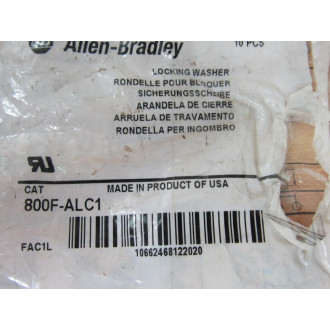 Allen-Bradley
10 PCS
LOCKING WASHER
RONDELLE POUR BLOQUER
SICHERUNGSSCHEIBE
ARANDELA DE CIERRE
ARRUELA DE TRAVAMENTO
RONDELLA PER INGOMBRO
CAT
MADE IN PRODUCT OF USA
800F-ALC1
FAC1L
10662468122020